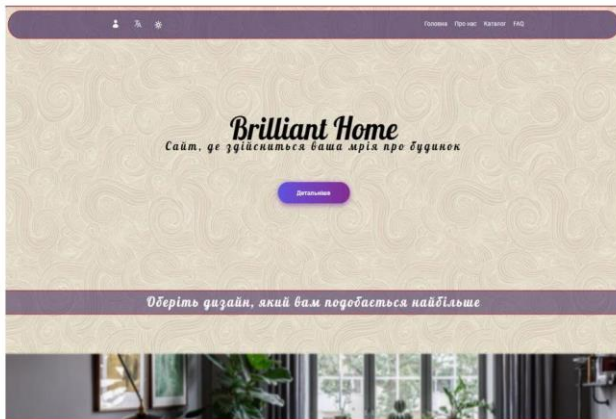 Головна Про нас Каталог FAQ
Brilliant Home
Сайт, де здійсниться ваша мрія про будинок
Детальніше
Оберіть дизайн, який вам подобається найбільше